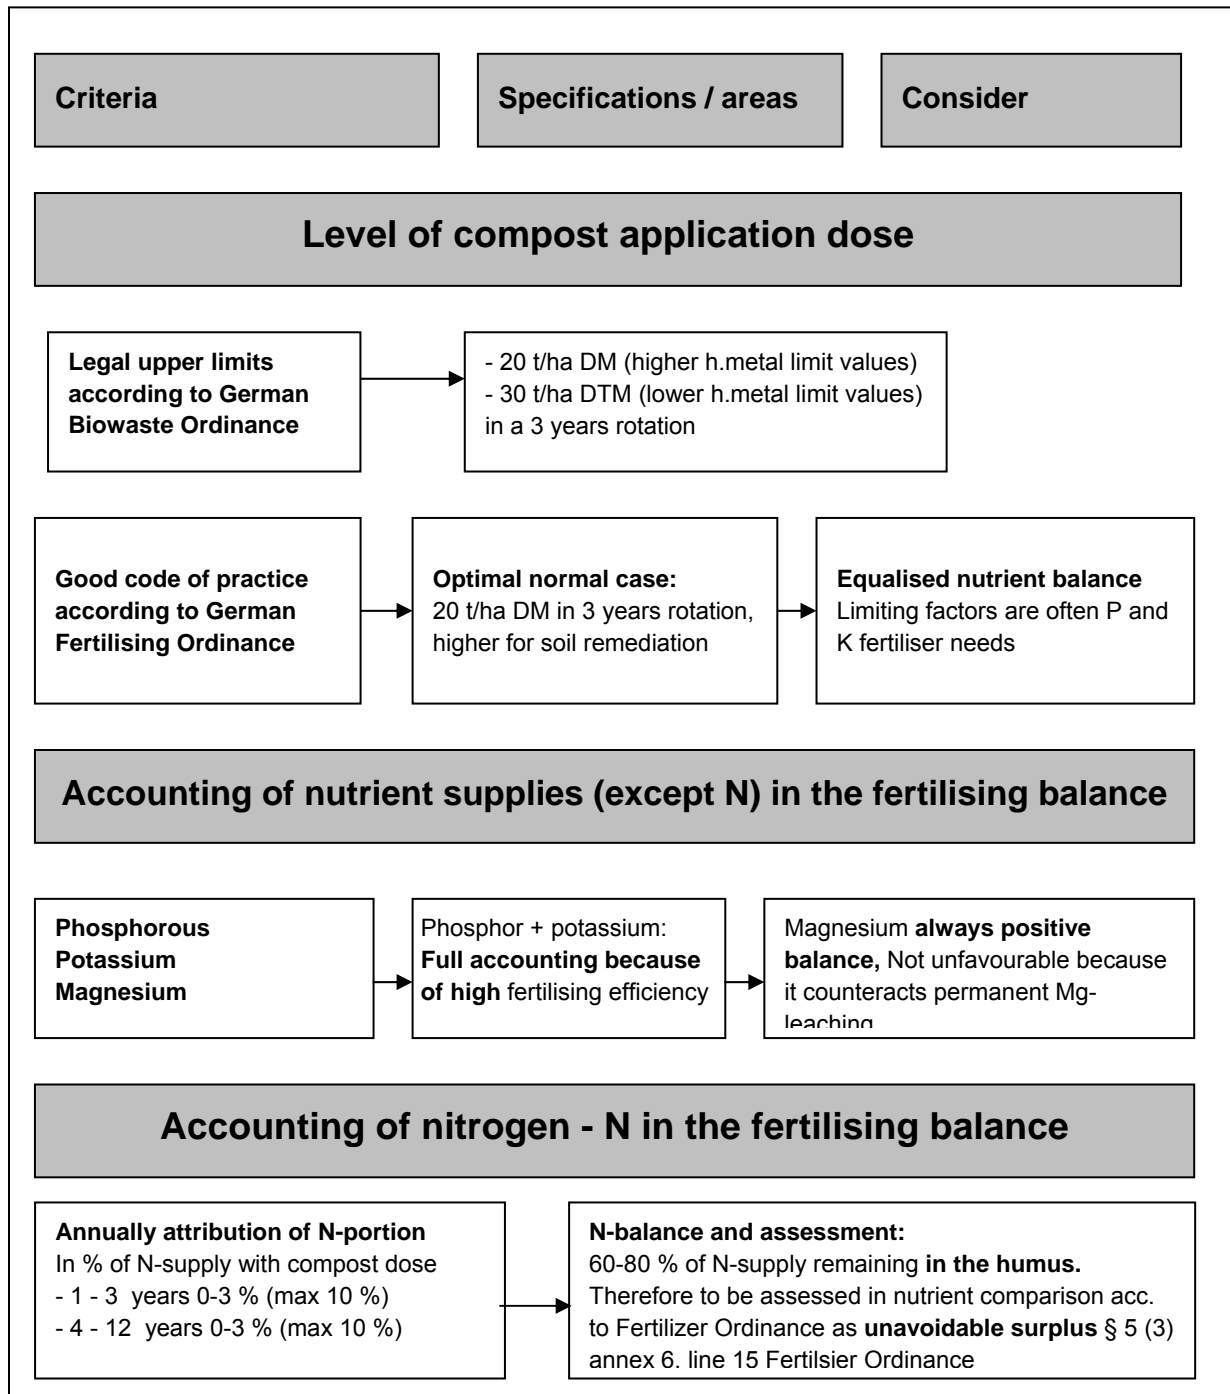 Criteria
Specifications / areas
Consider
Level of compost application dose
Legal upper limits
according to German
Biowaste Ordinance
- 20 t/ha DM (higher h.metal limit values)
- 30 t/ha DTM (lower h.metal limit values)
in a 3 years rotation
Good code of practice
according to German
Fertilising Ordinance
Optimal normal case:
20 t/ha DM in 3 years rotation,
higher for soil remediation
Equalised nutrient balance
Limiting factors are often P and
K fertiliser needs
Accounting of nutrient supplies (except N) in the fertilising balance
Phosphorous
Potassium
Magnesium
Phosphor + potassium:
Full accounting because
of high fertilising efficiency
Magnesium always positive
balance, Not unfavourable because
it counteracts permanent Mg-
leaching
Accounting of nitrogen - N in the fertilising balance
Annually attribution of N-portion
In % of N-supply with compost dose
- 1 - 3  years 0-3 % (max 10 %)
- 4 - 12  years 0-3 % (max 10 %)
N-balance and assessment:
60-80 % of N-supply remaining in the humus.
Therefore to be assessed in nutrient comparison acc.
to Fertilizer Ordinance as unavoidable surplus § 5 (3)
annex 6. line 15 Fertilsier Ordinance